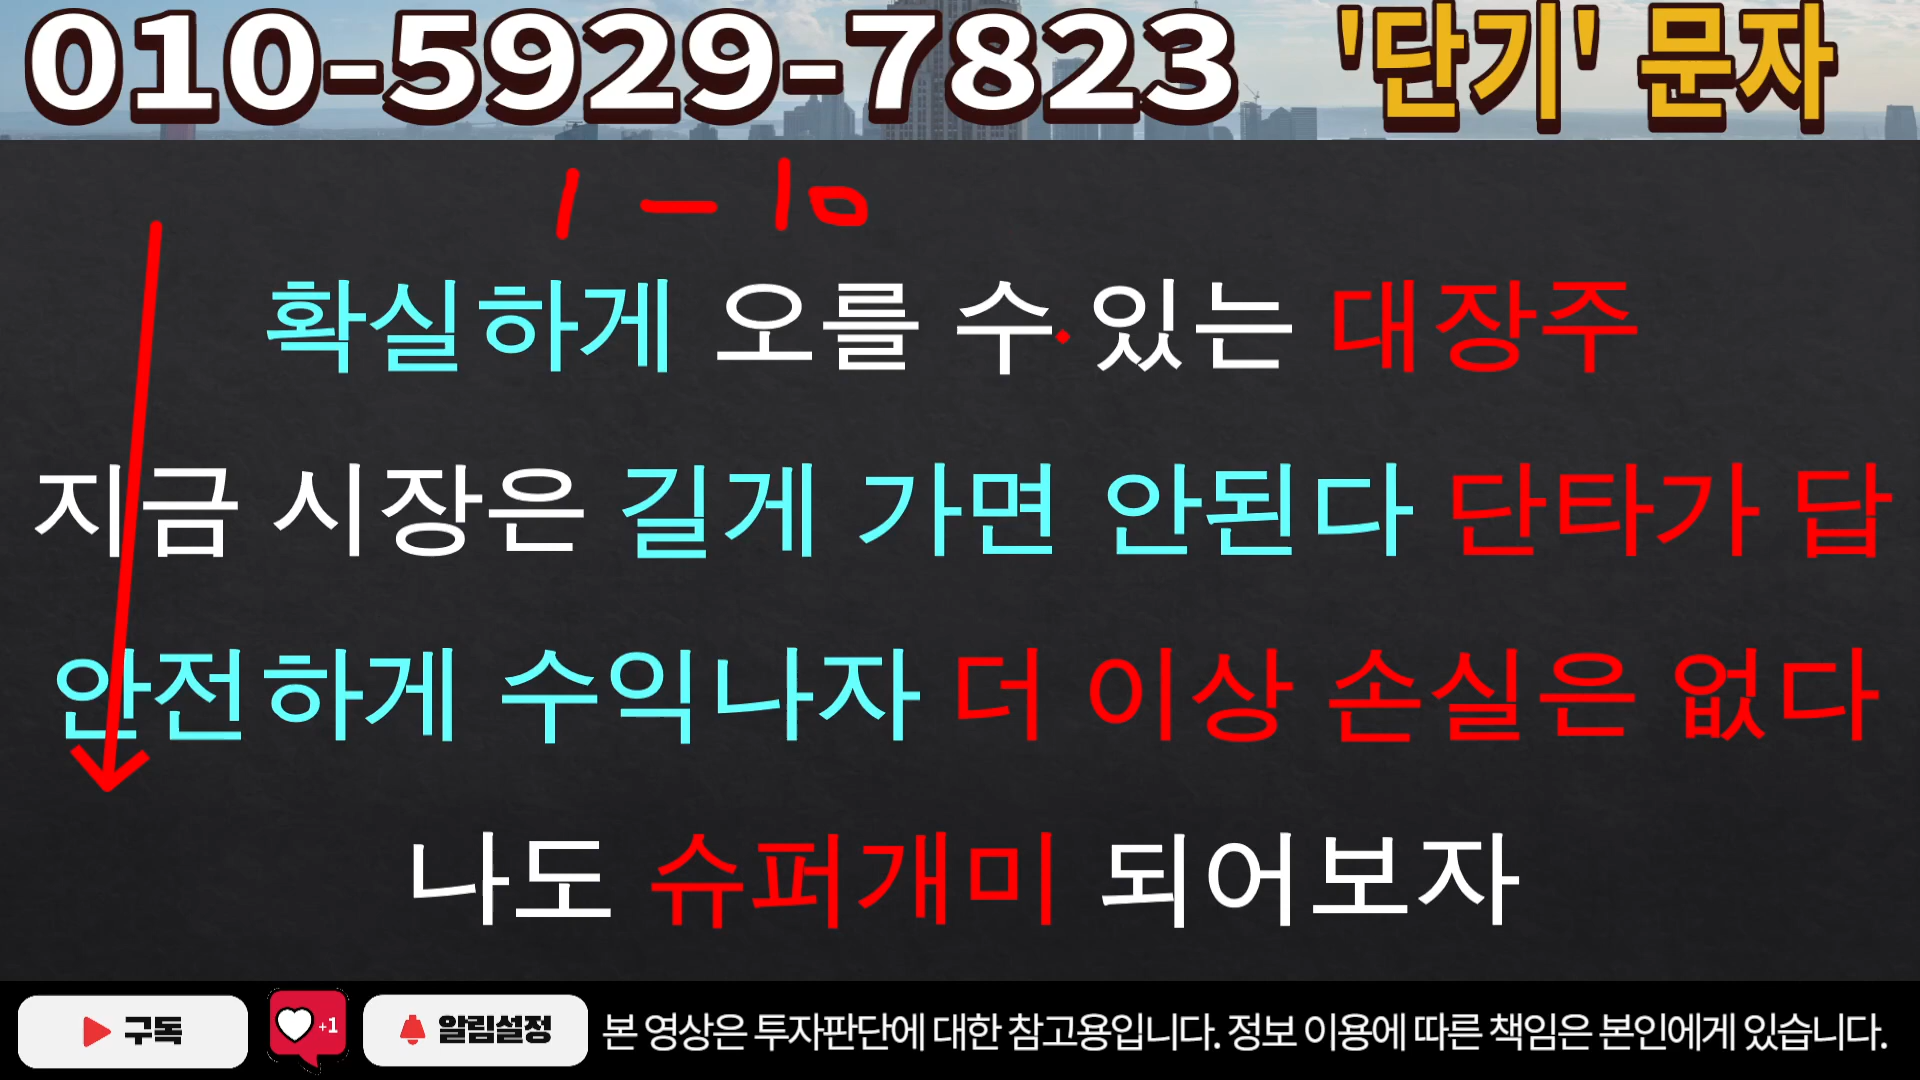 010-5929-7823 '단기' 문자
1 - 10
확실하게 오를 수 있는 대장주
지금 시장은 길게 가면 안된다 단타가 답
안전하게 수익나자 더 이상 손실은 없다
나도 슈퍼개미 되어보자
구독 +1 알림설정 본 영상은 투자판단에 대한 참고용입니다. 정보 이용에 따른 책임은 본인에게 있습니다.